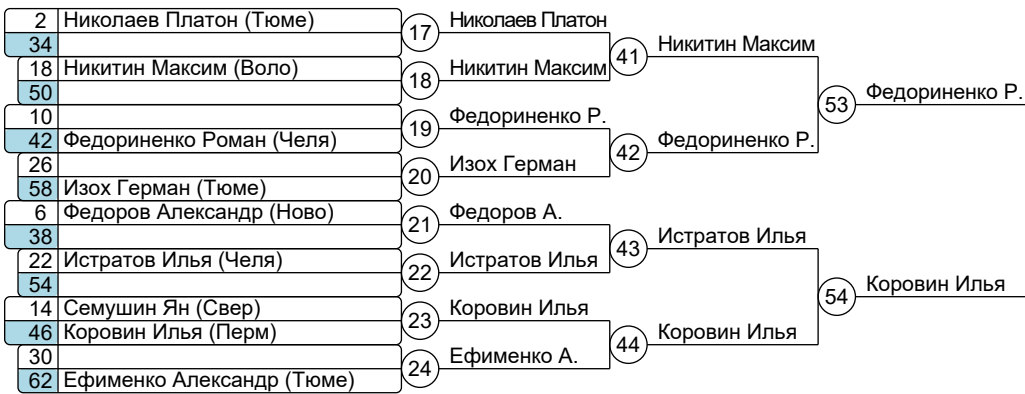 2 Николаев Платон (Тюме)
34
18 Никитин Максим (Воло)
50
10
42 Федориненко Роман (Челя)
26
58 Изох Герман (Тюме)
6 Федоров Александр (Ново)
38
22 Истратов Илья (Челя)
54
14 Семушин Ян (Свер)
46 Коровин Илья (Перм)
30
62 Ефименко Александр (Тюме)
17 Николаев Платон
18 Никитин Максим
19 Федориненко Р.
20 Изох Герман
21 Федоров А.
22 Истратов Илья
23 Коровин Илья
24 Ефименко А.
41 Никитин Максим
42 Федориненко Р.
43 Истратов Илья
44 Коровин Илья
53 Федориненко Р.
54 Коровин Илья